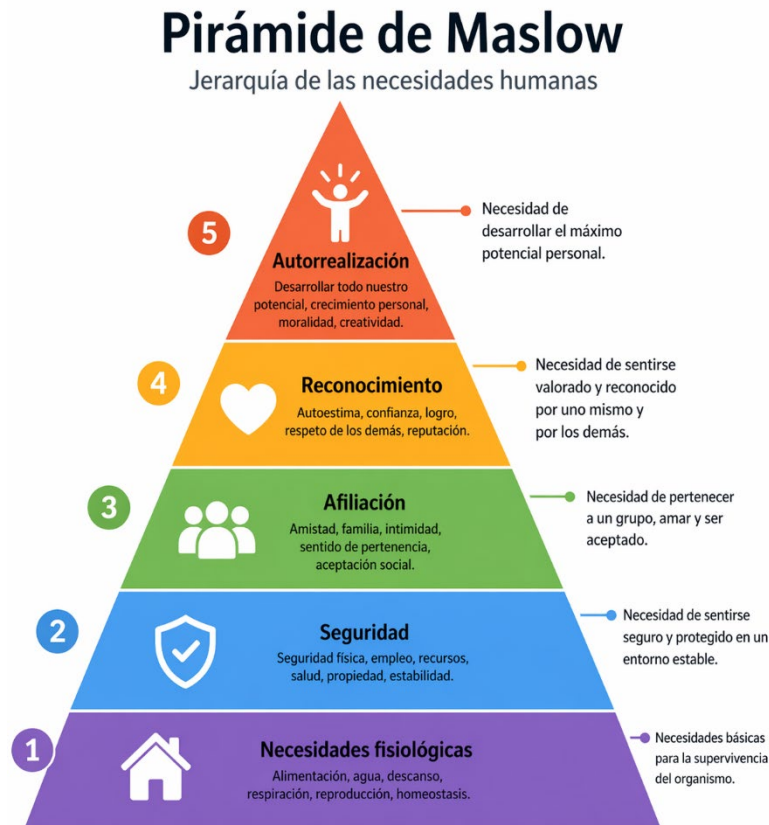 Pirámide de Maslow
Jerarquía de las necesidades humanas
5
Autorrealización
Desarrollar todo nuestro
potencial, crecimiento personal,
moralidad, creatividad.
Necesidad de
desarrollar el máximo
potencial personal.
4
Reconocimiento
Autoestima, confianza, logro,
respeto de los demás, reputación.
Necesidad de sentirse
valorado y reconocido
por uno mismo y
por los demás.
3
Afiliación
Amistad, familia, intimidad,
sentido de pertenencia,
aceptación social.
Necesidad de pertenecer
a un grupo, amar y ser
aceptado.
2
Seguridad
Seguridad física, empleo, recursos,
salud, propiedad, estabilidad.
Necesidad de sentirse
seguro y protegido en un
entorno estable.
1
Necesidades fisiológicas
Alimentación, agua, descanso,
respiración, reproducción, homeostasis.
Necesidades básicas
para la supervivencia
del organismo.